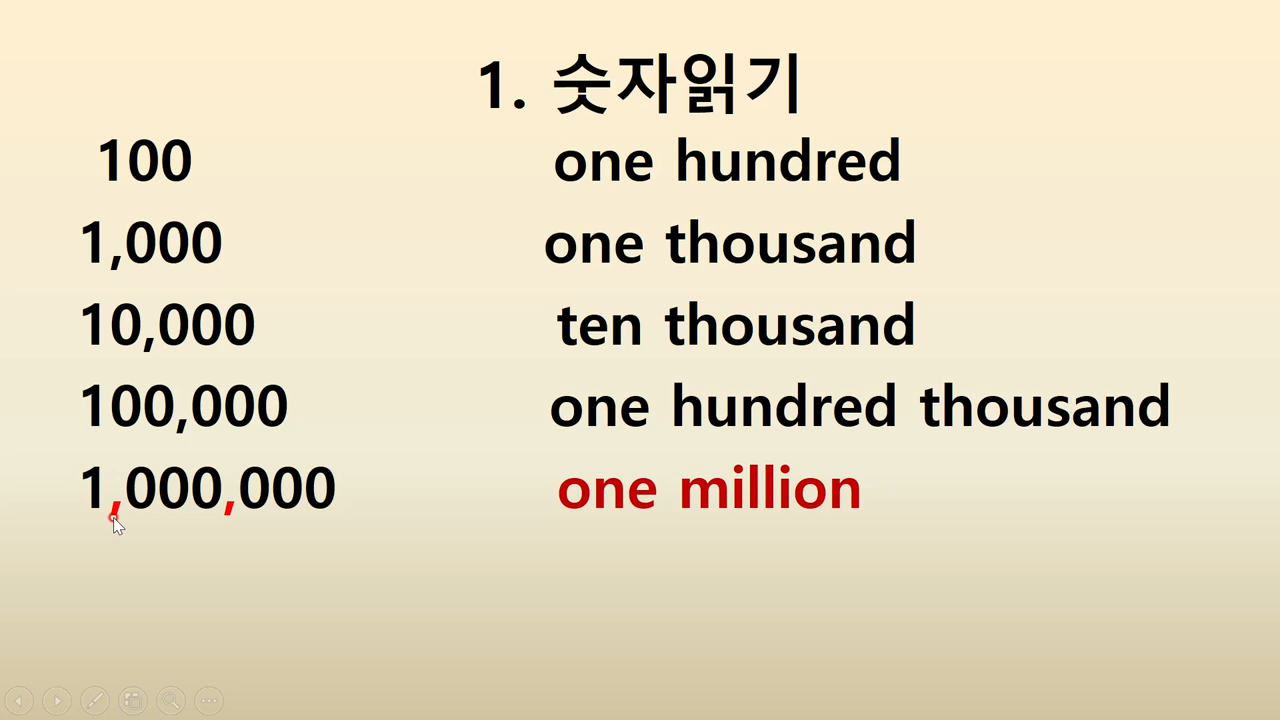 1. 숫자읽기
100 one hundred
1,000 one thousand
10,000 ten thousand
100,000 one hundred thousand
1,000,000 one million